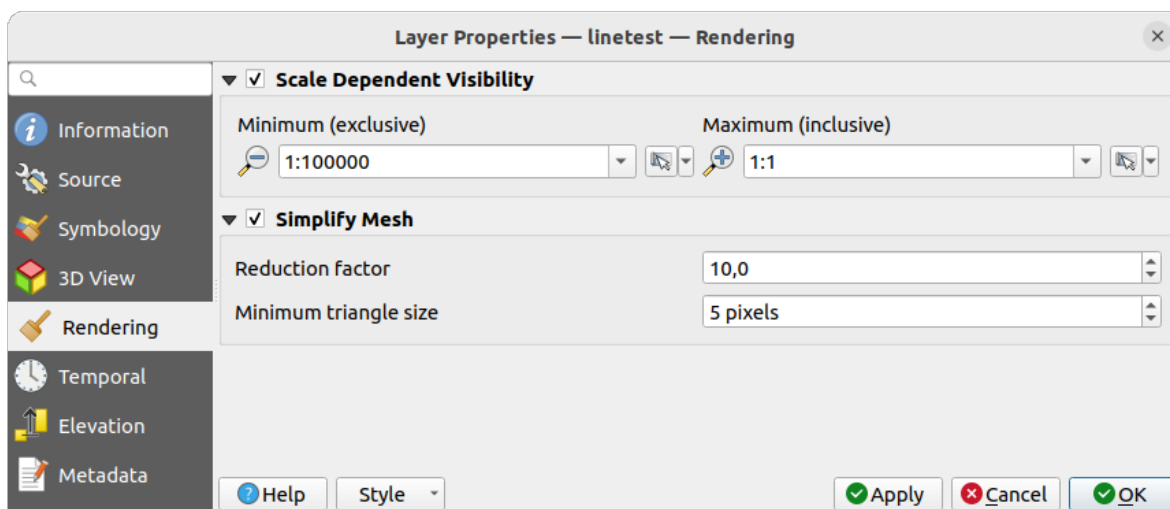 Layer Properties — linetest — Rendering
Information
Source
Symbology
3D View
Rendering
Temporal
Elevation
Metadata
Scale Dependent Visibility
Minimum (exclusive)
1:100000
Maximum (inclusive)
1:1
Simplify Mesh
Reduction factor
10,0
Minimum triangle size
5 pixels
Help
Style
Apply
Cancel
OK